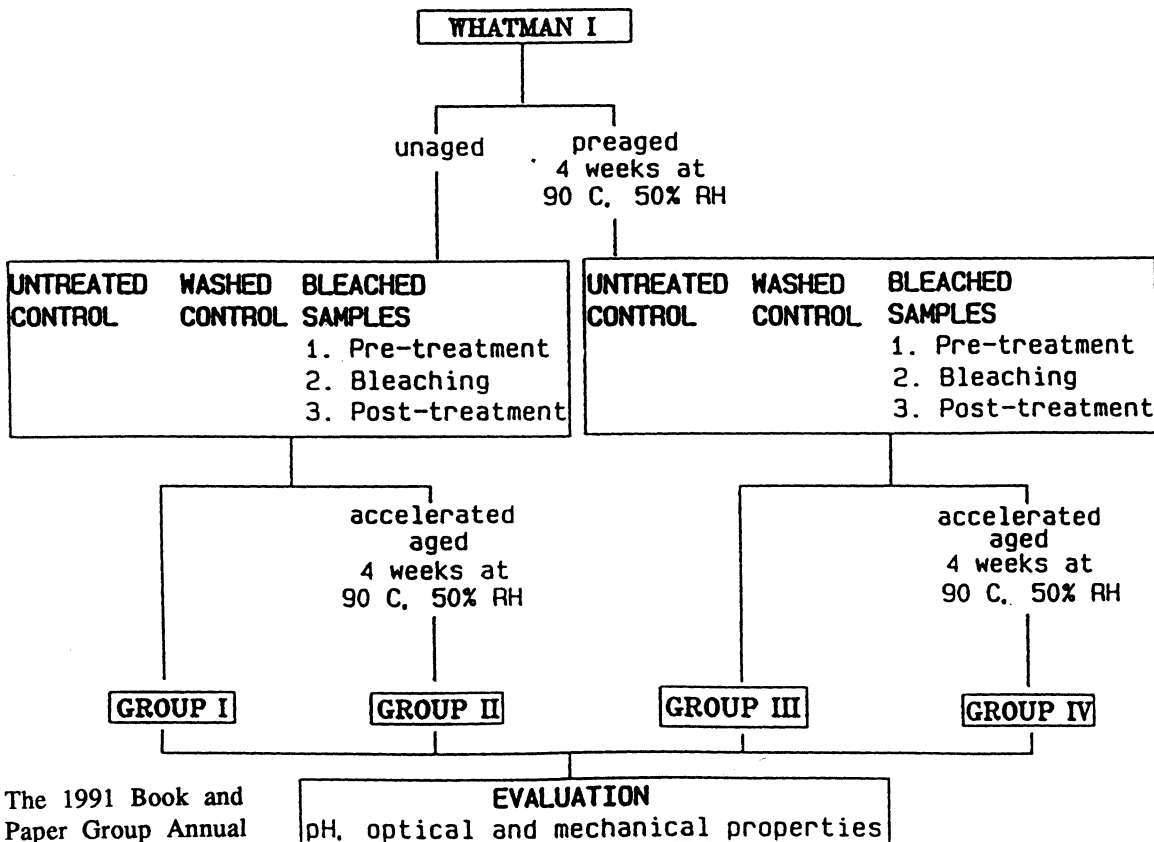 WHATMAN I
unaged
preaged
4 weeks at
90 C, 50% RH
UNTREATED WASHED BLEACHED
CONTROL CONTROL SAMPLES
1. Pre-treatment
2. Bleaching
3. Post-treatment
UNTREATED WASHED BLEACHED
CONTROL CONTROL SAMPLES
1. Pre-treatment
2. Bleaching
3. Post-treatment
accelerated
aged
4 weeks at
90 C, 50% RH
accelerated
aged
4 weeks at
90 C, 50% RH
GROUP I
GROUP II
GROUP III
GROUP IV
The 1991 Book and
Paper Group Annual
EVALUATION
pH, optical and mechanical properties